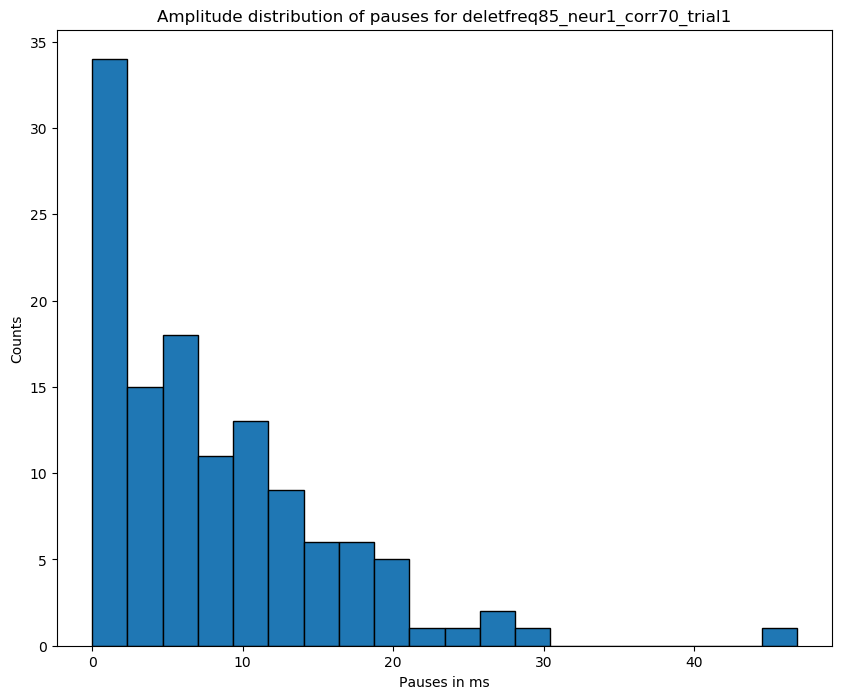 Amplitude distribution of pauses for deletfreq85_neur1_corr70_trial1
35
30
25
20
15
10
5
0
Counts
0 10 20 30 40
Pauses in ms